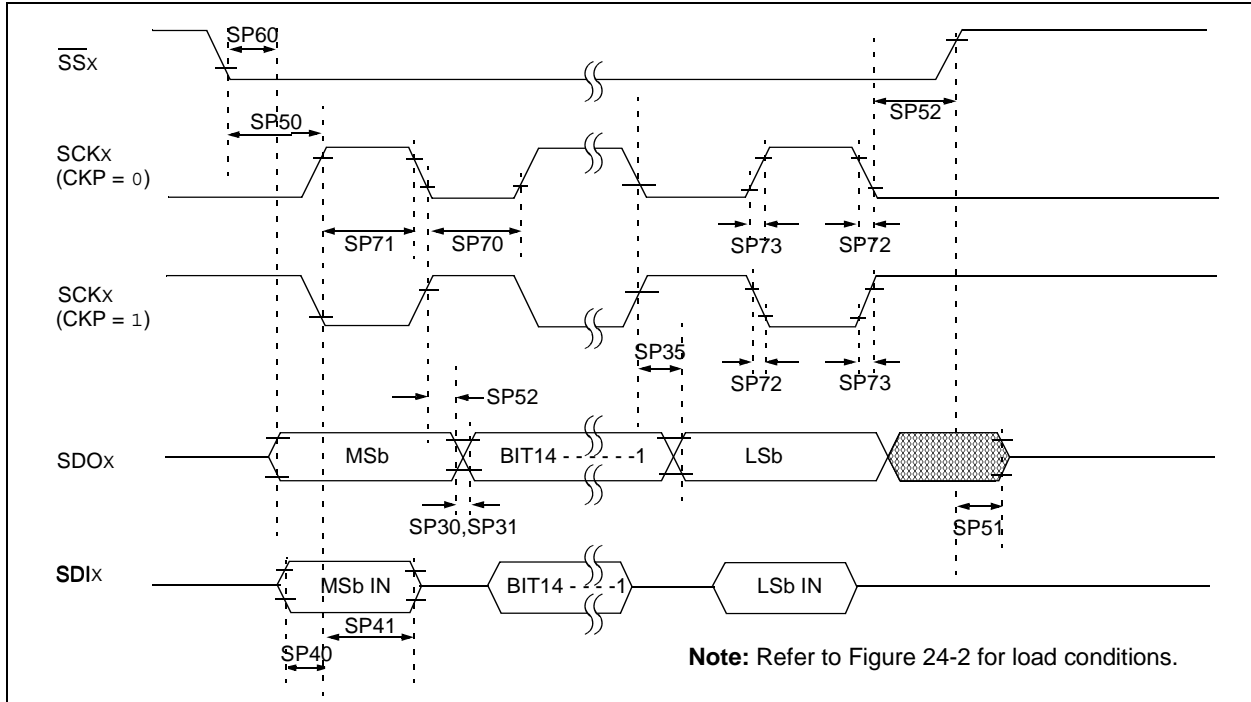 SP60
SSX
SP52
SP50
SCKX
(CKP = 0)
SP71
SP70
SP73
SP72
SCKX
(CKP = 1)
SP35
SP72
SP73
SP52
SDOX
MSb
BIT14 - - - - - -1
LSb
SP30,SP31
SP51
SDIX
MSb IN
BIT14 - - - -1
LSb IN
SP41
SP40
Note: Refer to Figure 24-2 for load conditions.